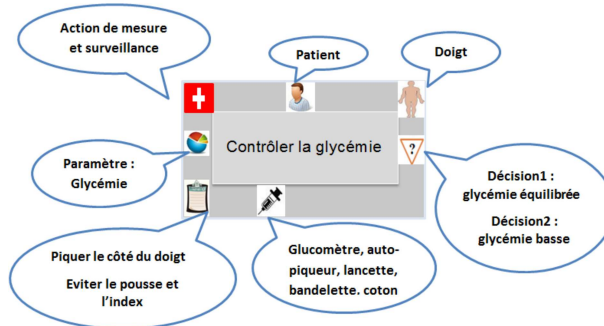 Action de mesure
et surveillance
Patient
Doigt
Contrôler la glycémie
?
Paramètre :
Glycémie
Décision1 :
glycémie équilibrée
Décision2 :
glycémie basse
Piquer le côté du doigt
Eviter le pousse et
l'index
Glucomètre, auto-
piqueur, lancette,
bandelette. coton